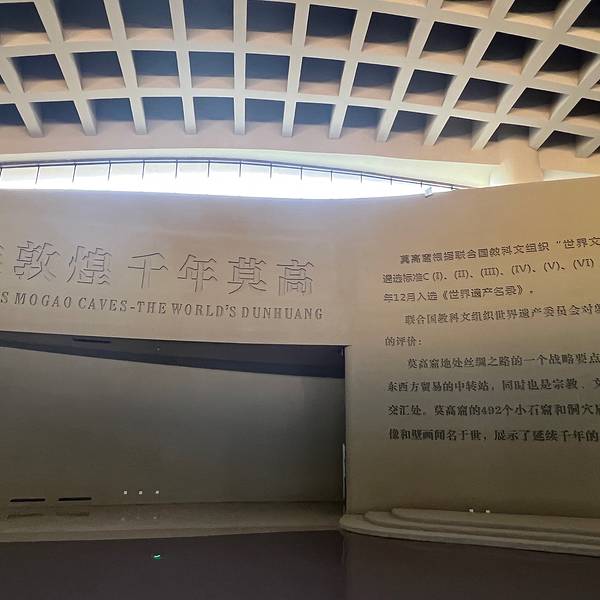 敦煌 千年莫高
S MOGAO CAVES-THE WORLD'S DUNHUANG
莫高窟根据联合国教科文组织“世界文
遴选标准C (I)、(II)、(III)、(IV)、(V)、(VI)
年12月入选《世界遗产名录》。
联合国教科文组织世界遗产委员会对
的评价:
莫高窟地处丝绸之路的一个战略要点
东西方贸易的中转站，同时也是宗教、文
交汇处。莫高窟的492个小石窟和洞穴
像和壁画闻名于世，展示了延续千年的